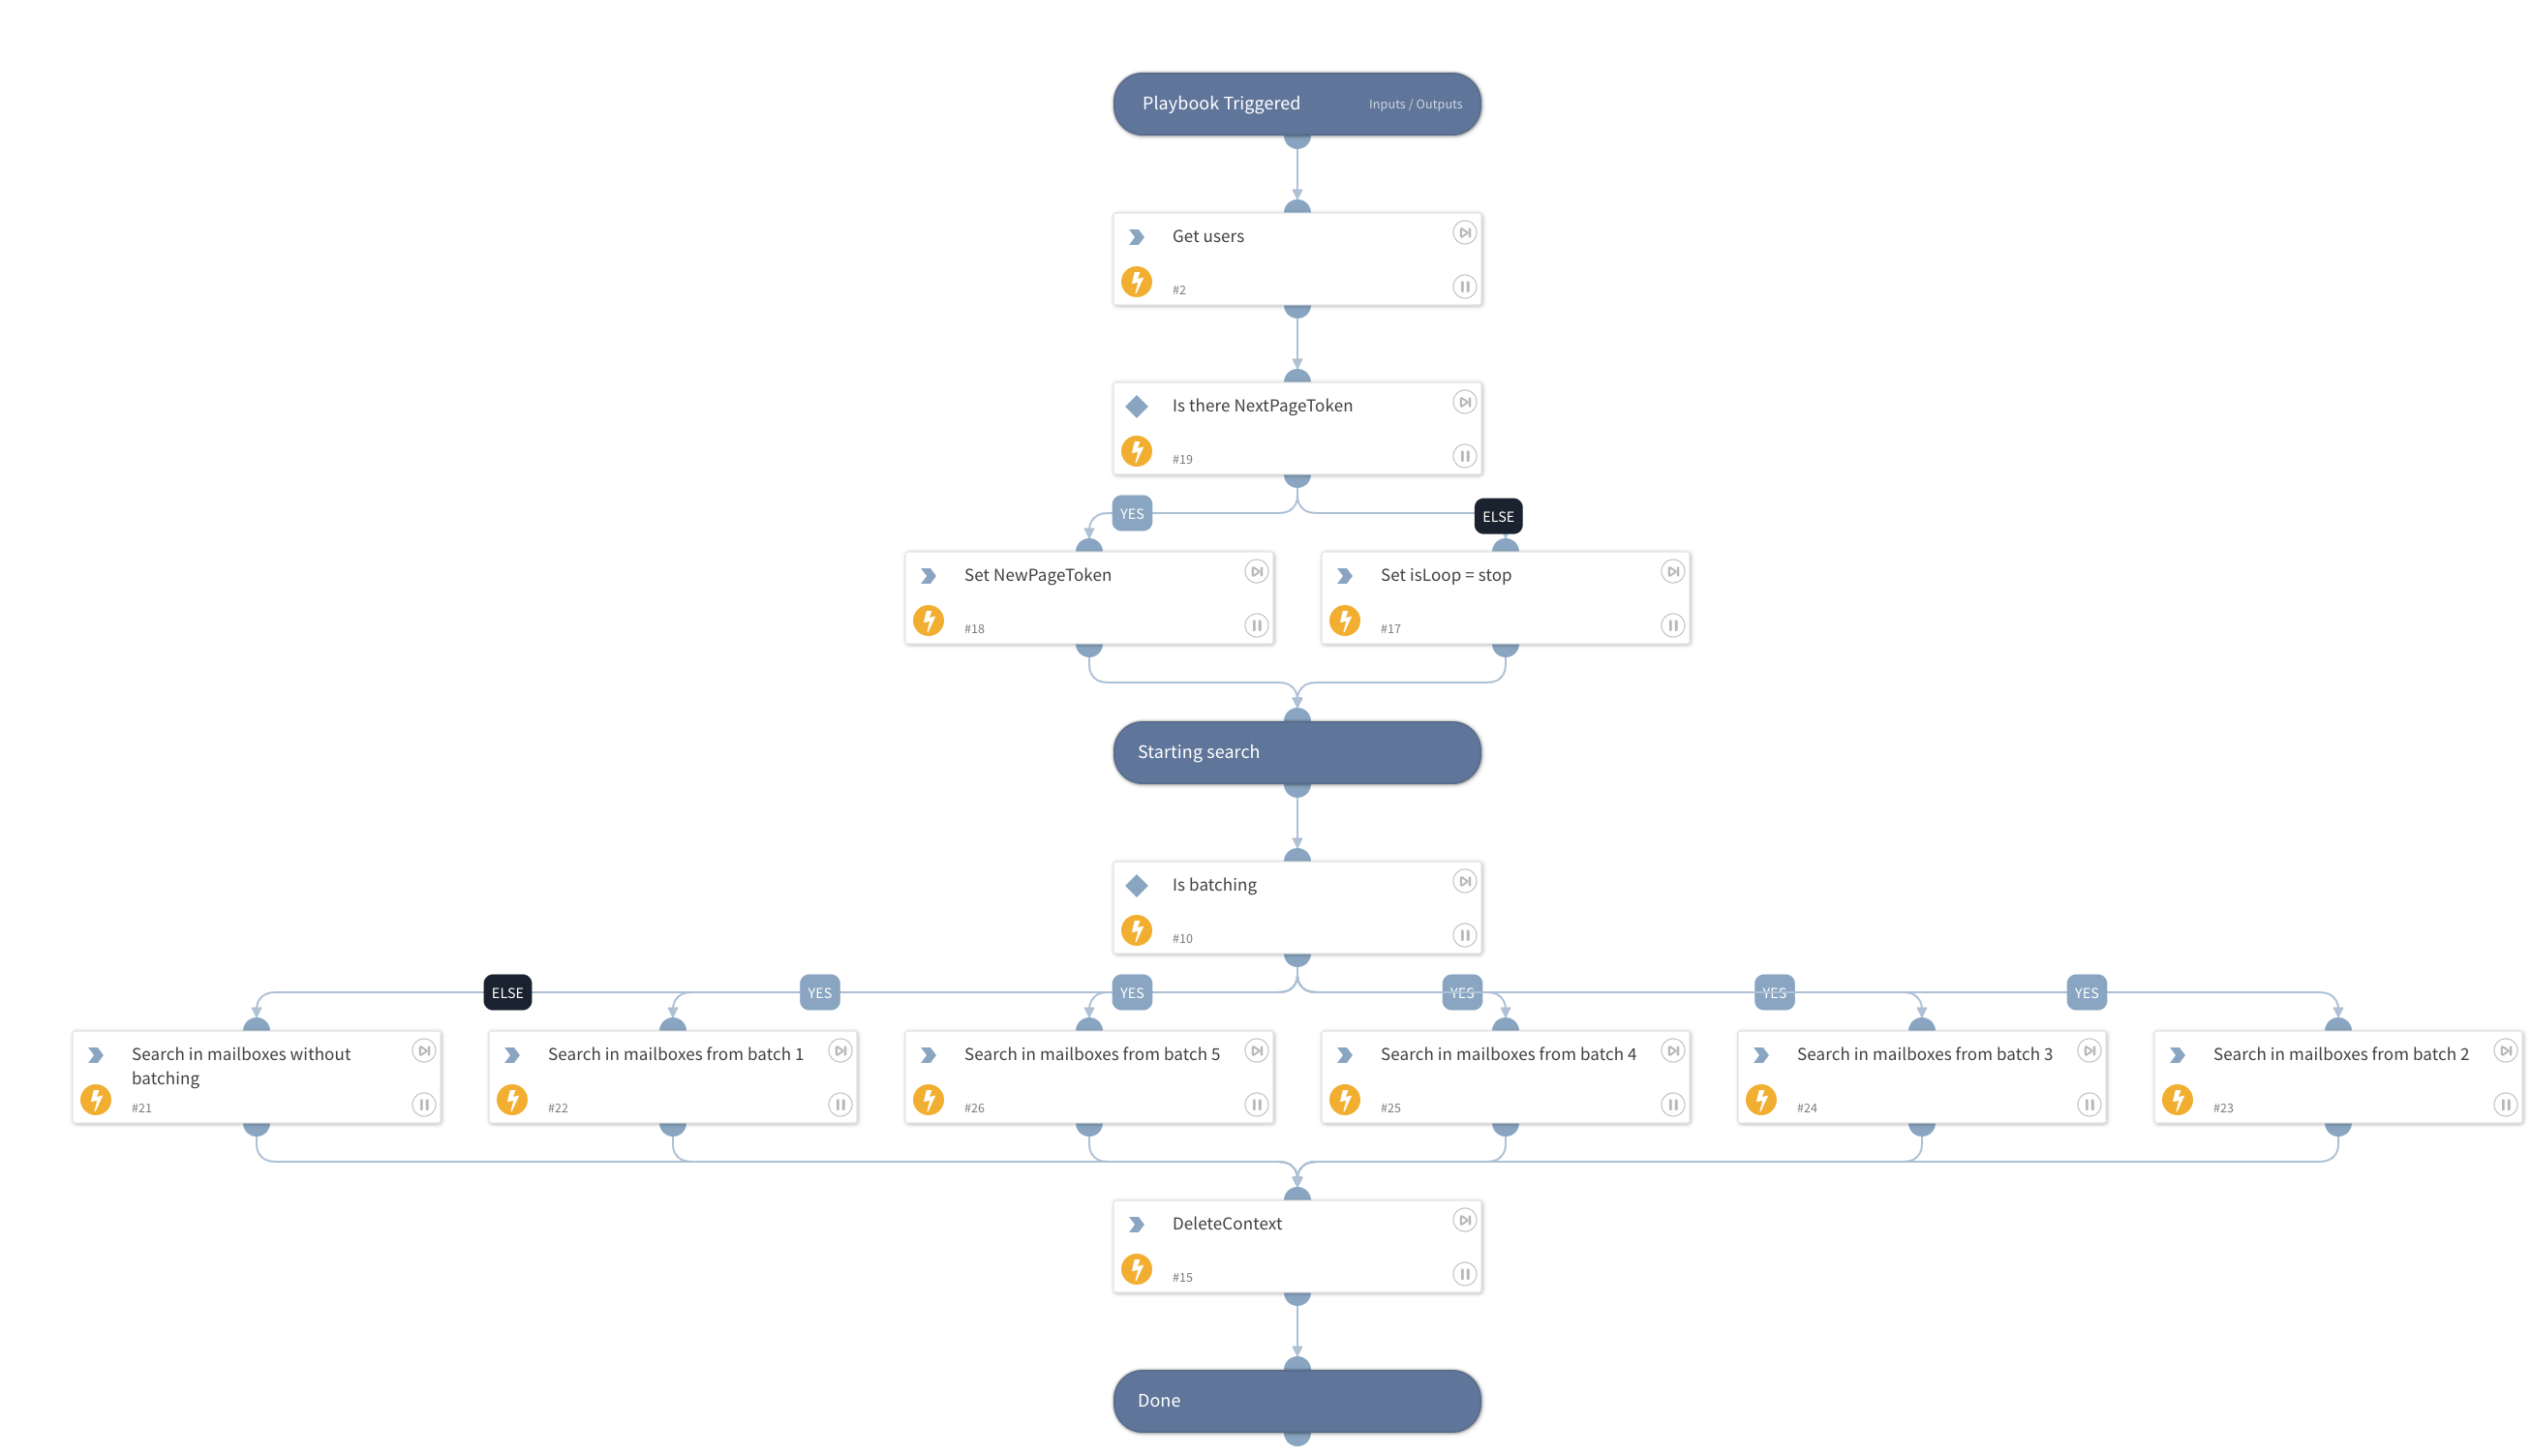 Playbook Triggered Inputs / Outputs
Get users
#2
Is there NextPageToken
#19
YES
ELSE
Set NewPageToken
#18
Set isLoop = stop
#17
Starting search
Is batching
#10
ELSE
YES
YES
YES
YES
YES
Search in mailboxes without
batching
#21
Search in mailboxes from batch 1
#22
Search in mailboxes from batch 5
#26
Search in mailboxes from batch 4
#25
Search in mailboxes from batch 3
#24
Search in mailboxes from batch 2
#23
DeleteContext
#15
Done